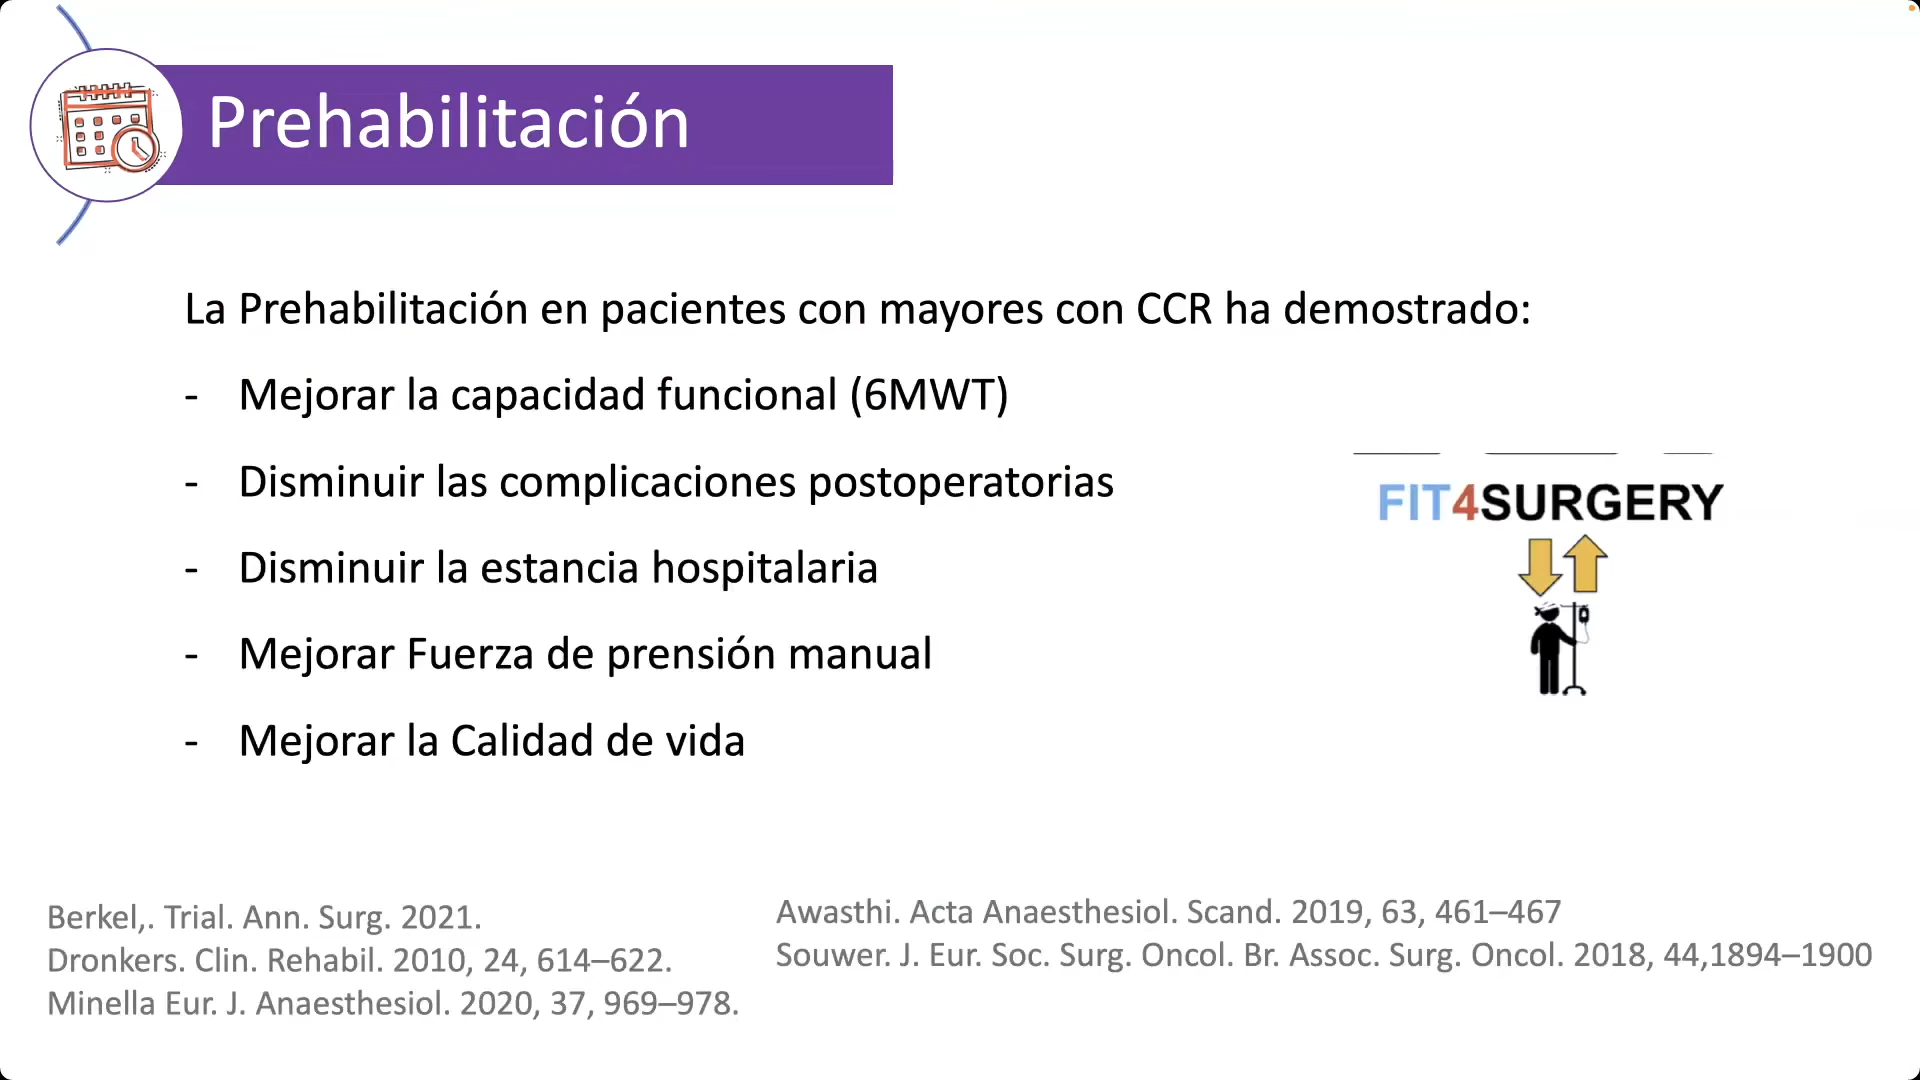 Prehabilitación
La Prehabilitación en pacientes con mayores con CCR ha demostrado:
- Mejorar la capacidad funcional (6MWT)
- Disminuir las complicaciones postoperatorias
- Disminuir la estancia hospitalaria
- Mejorar Fuerza de prensión manual
- Mejorar la Calidad de vida
FIT4SURGERY
Berkel,. Trial. Ann. Surg. 2021.
Dronkers. Clin. Rehabil. 2010, 24, 614–622.
Minella Eur. J. Anaesthesiol. 2020, 37, 969–978.
Awasthi. Acta Anaesthesiol. Scand. 2019, 63, 461–467
Souwer. J. Eur. Soc. Surg. Oncol. Br. Assoc. Surg. Oncol. 2018, 44,1894–1900